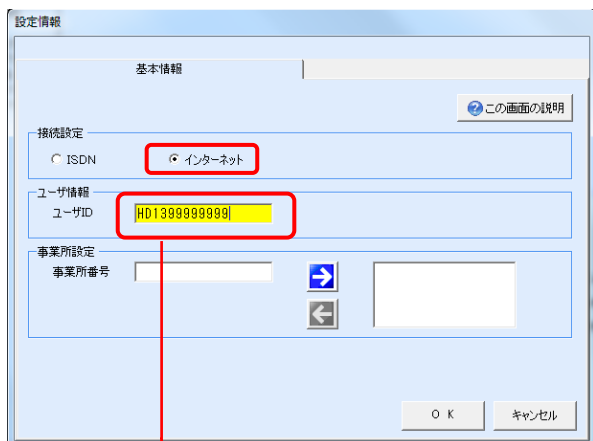 設定情報
基本情報
この画面の説明
接続設定
ISDN
インターネット
ユーザ情報
ユーザID
HD1399999999
事業所設定
事業所番号
ＯＫ
キャンセル